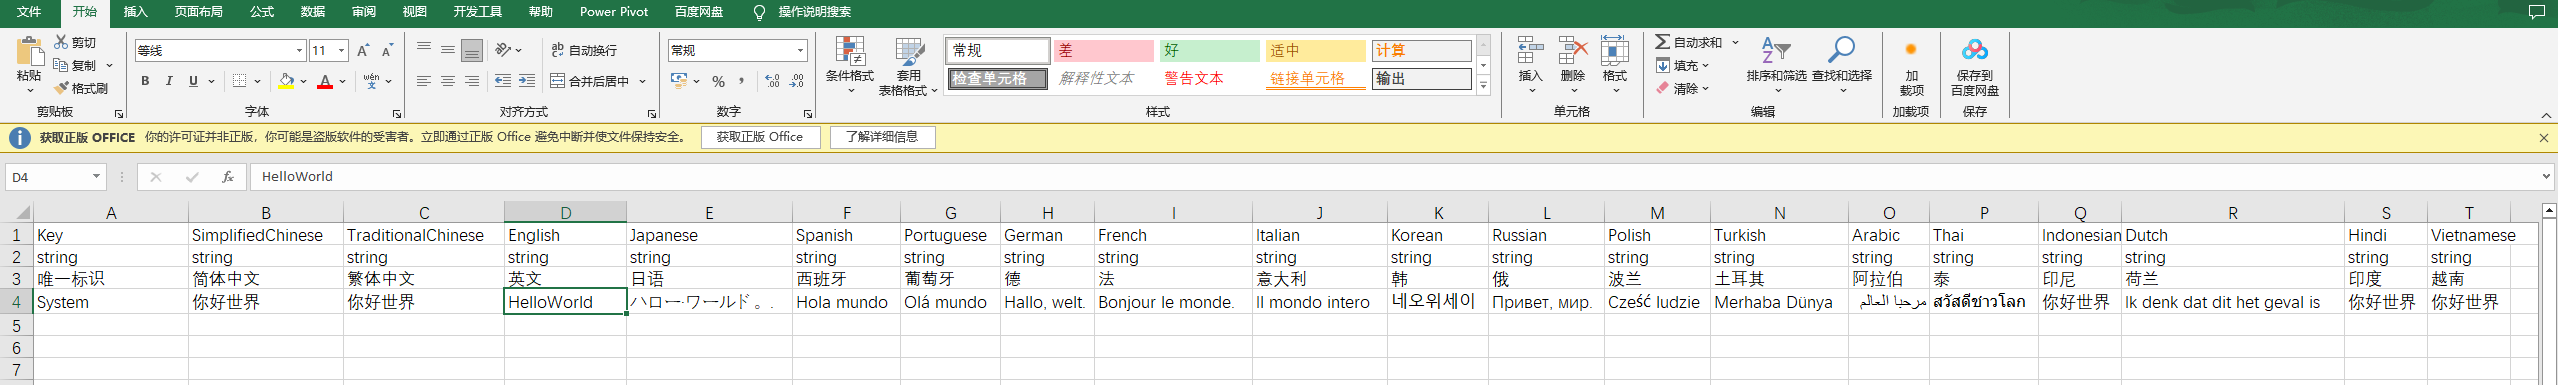 文件 开始 插入 页面布局 公式 数据 审阅 视图 开发工具 帮助 Power Pivot 百度网盘 操作说明搜索
剪切 等线 11 自动换行 常规 常规 差 好 适中 计算 自动求和
粘贴 复制 条件格式 套用 插入 删除 格式 填充 排序和筛选 查找和选择 加 保存到
格式刷 B I U wén 文 合并后居中 % 表格格式 检查单元格 解释性文本 警告文本 链接单元格 输出 清除 载项 百度网盘
剪贴板 字体 对齐方式 数字 样式 单元格 编辑 加载项 保存
获取正版 OFFICE 你的许可证并非正版，你可能是盗版软件的受害者。立即通过正版 Office 避免中断并使文件保持安全。 获取正版 Office 了解详细信息
D4 fx HelloWorld
A B C D E F G H I J K L M N O P Q R S T
1 Key SimplifiedChinese TraditionalChinese English Japanese Spanish Portuguese German French Italian Korean Russian Polish Turkish Arabic Thai Indonesian Dutch Hindi Vietnamese
2 string string string string string string string string string string string string string string string string string string string string
3 唯一标识 简体中文 繁体中文 英文 日语 西班牙 葡萄牙 德 法 意大利 韩 俄 波兰 土耳其 阿拉伯 泰 印尼 荷兰 印度 越南
4 System 你好世界 你好世界 HelloWorld ハロー·ワールド。. Hola mundo Olá mundo Hallo, welt. Bonjour le monde. Il mondo intero 네오위세이 Привет, мир. Cześć ludzie Merhaba Dünya مرحبا العالم สวัสดีชาวโลก 你好世界 Ik denk dat dit het geval is 你好世界 你好世界
5
6
7